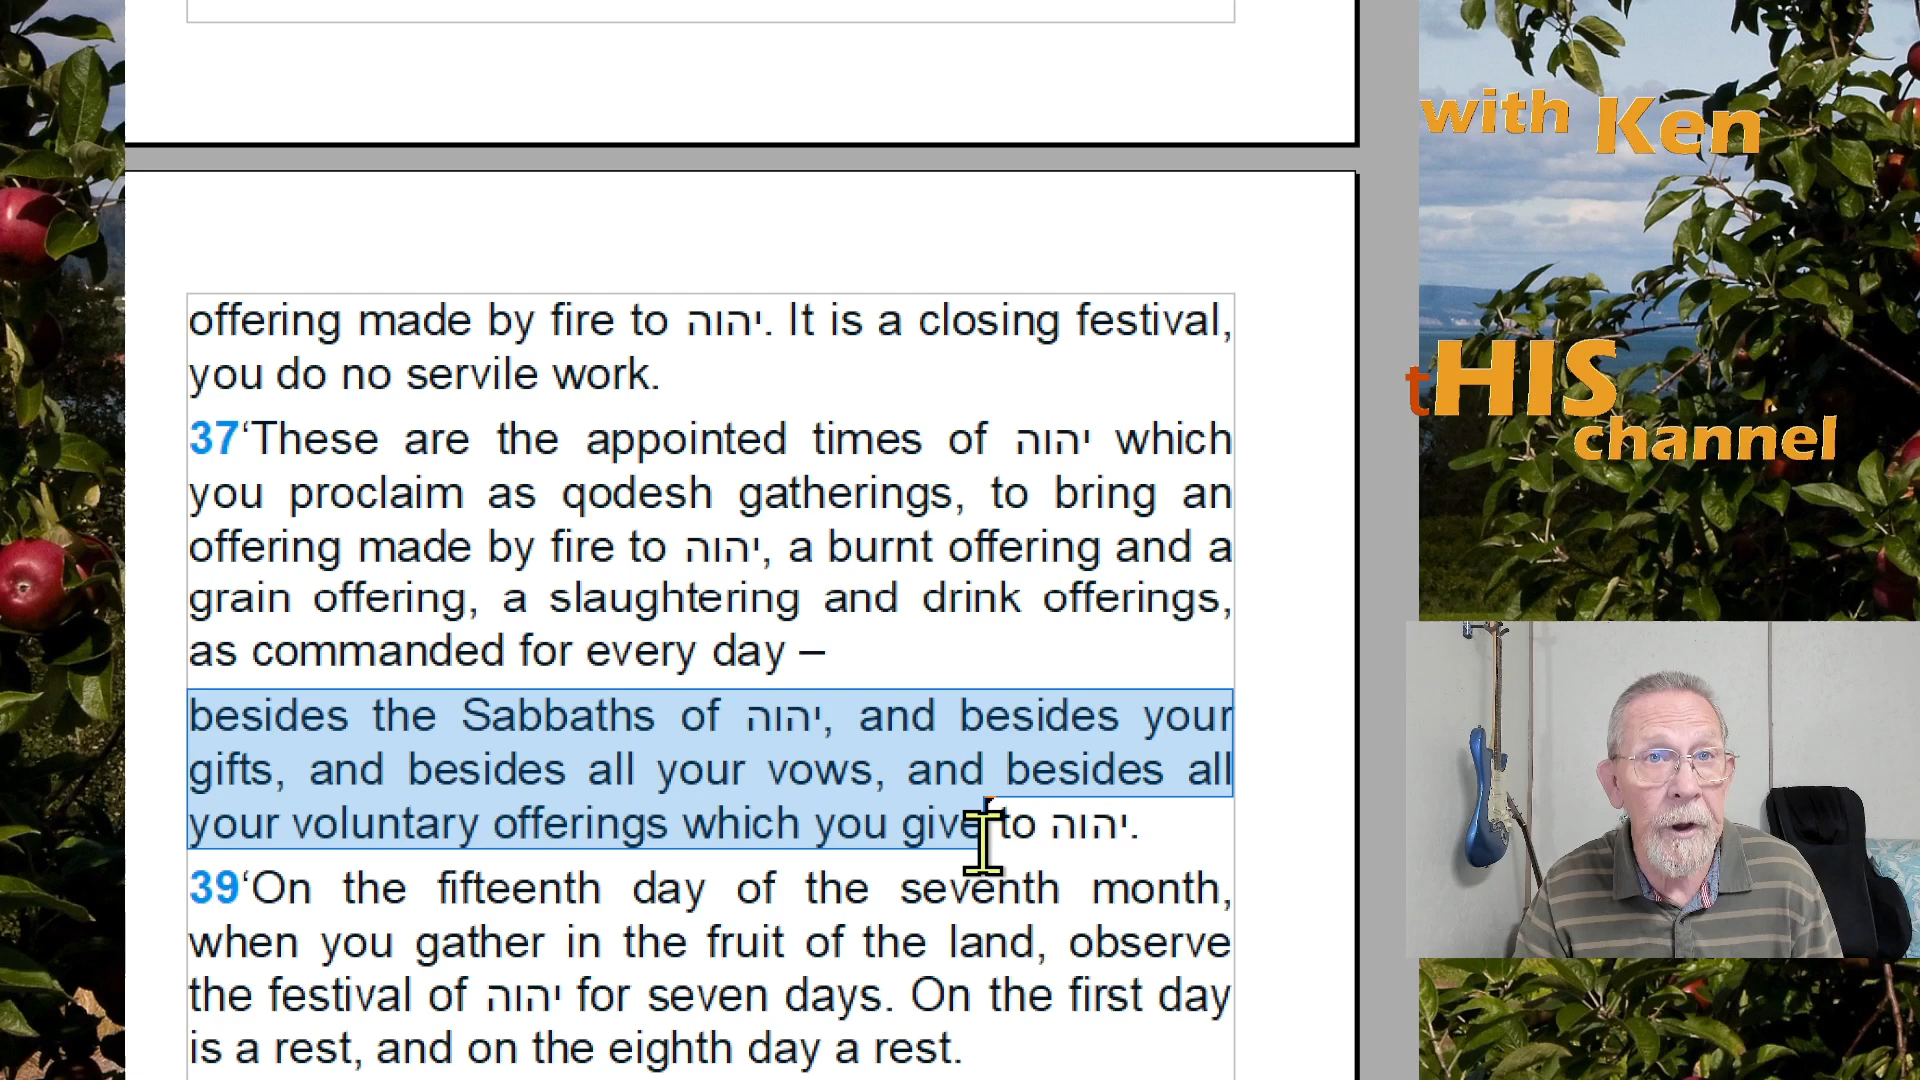 offering made by fire to יהוה. It is a closing festival,
you do no servile work.
37‘These are the appointed times of יהוה which
you proclaim as qodesh gatherings, to bring an
offering made by fire to יהוה, a burnt offering and a
grain offering, a slaughtering and drink offerings,
as commanded for every day –
besides the Sabbaths of יהוה, and besides your
gifts, and besides all your vows, and besides all
your voluntary offerings which you give to יהוה.
39‘On the fifteenth day of the seventh month,
when you gather in the fruit of the land, observe
the festival of יהוה for seven days. On the first day
is a rest, and on the eighth day a rest.
with Ken
tHIS
channel